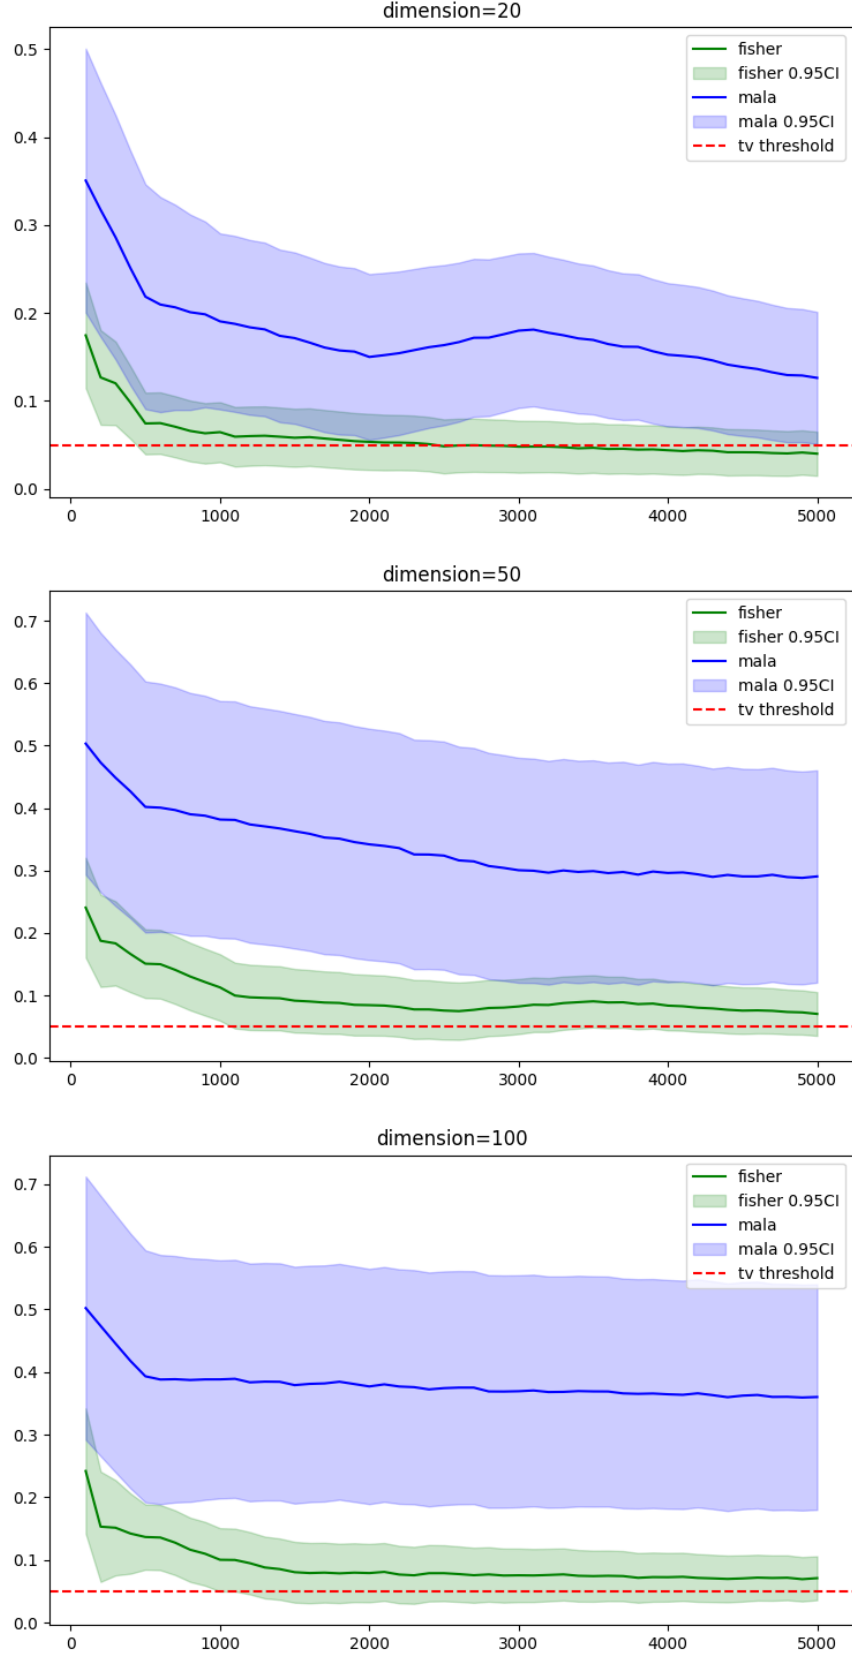 dimension=20
0.5
0.4
0.3
0.2
0.1
0.0
fisher
fisher 0.95CI
mala
mala 0.95CI
tv threshold
0 1000 2000 3000 4000 5000
dimension=50
0.7
0.6
0.5
0.4
0.3
0.2
0.1
0.0
fisher
fisher 0.95CI
mala
mala 0.95CI
tv threshold
0 1000 2000 3000 4000 5000
dimension=100
0.7
0.6
0.5
0.4
0.3
0.2
0.1
0.0
fisher
fisher 0.95CI
mala
mala 0.95CI
tv threshold
0 1000 2000 3000 4000 5000